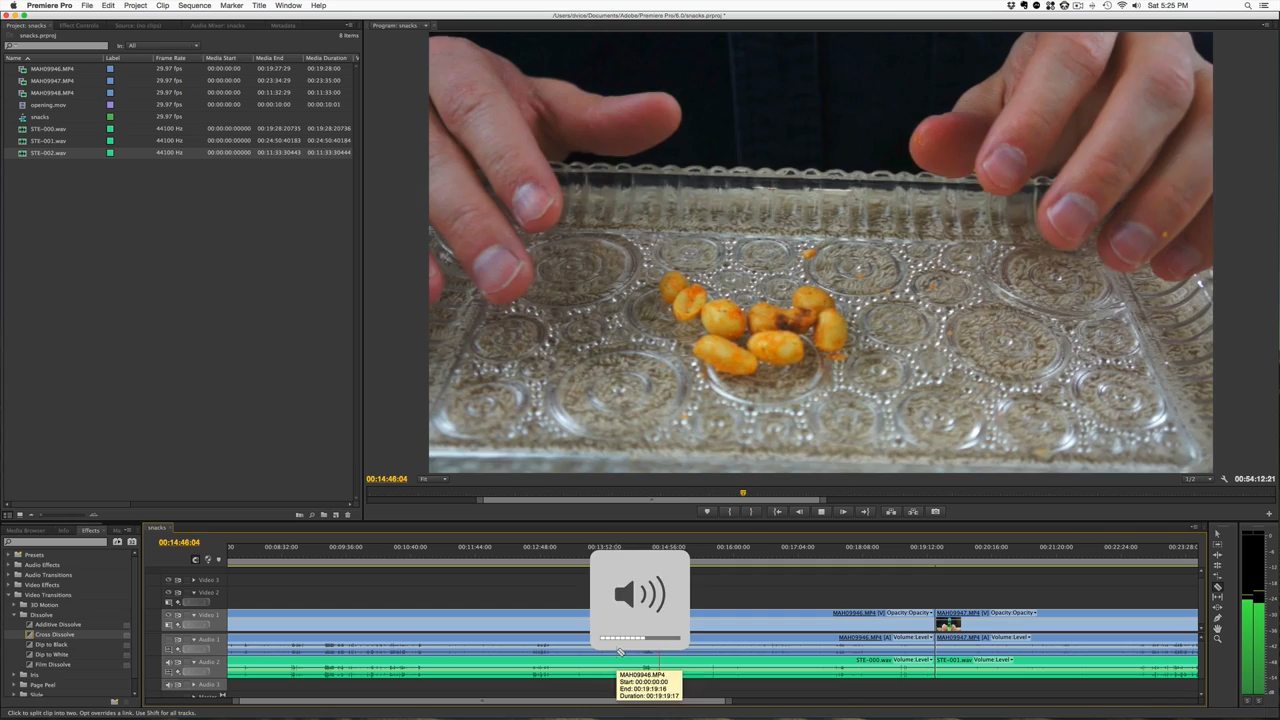 Premiere Pro File Edit Project Clip Sequence Marker Title Window Help
Sat 5:25 PM
/Users/dvice/Documents/Adobe/Premiere Pro/6.0/snacks.prproj *
Project: snacks Effect Controls Source: (no clips) Audio Mixer: snacks Metadata
Program: snacks
snacks.prproj 8 Items
In: All
Name Label Frame Rate Media Start Media End Media Duration
MAH09946.MP4 29.97 fps 00:00:00:00 00:19:27:29 00:19:28:00
MAH09947.MP4 29.97 fps 00:00:00:00 00:23:34:29 00:23:35:00
MAH09948.MP4 29.97 fps 00:00:00:00 00:11:32:29 00:11:33:00
opening.mov 29.97 fps 00:00:00:00 00:00:10:00 00:00:10:01
snacks 29.97 fps
STE-000.wav 44100 Hz 00:00:00:00000 00:19:28:20735 00:19:28:20736
STE-001.wav 44100 Hz 00:00:00:00000 00:24:50:40183 00:24:50:40184
STE-002.wav 44100 Hz 00:00:00:00000 00:11:33:30443 00:11:33:30444
00:14:46:04 Fit 1/2 00:54:12:21
Media Browser Info Effects
snacks
00:14:46:04
:00 00:08:32:00 00:09:36:00 00:10:40:00 00:11:44:00 00:12:48:00 00:13:52:00 00:14:56:00 00:16:00:00 00:17:04:00 00:18:08:00 00:19:12:00 00:20:16:00 00:21:20:00 00:22:24:00 00:23:28:0
Presets
Audio Effects
Audio Transitions
Video Effects
Video Transitions
3D Motion
Dissolve
Additive Dissolve
Cross Dissolve
Dip to Black
Dip to White
Film Dissolve
Iris
Page Peel
Slide
Video 3
Video 2
Video 1
MAH09946.MP4 [V] Opacity:Opacity
MAH09947.MP4 [V] Opacity:Opacity
Audio 1
MAH09946.MP4 [A] Volume:Level
MAH09947.MP4 [A] Volume:Level
Audio 2
STE-000.wav Volume:Level
STE-001.wav Volume:Level
Audio 3
MAH09946.MP4
Start: 00:00:00:00
End: 00:19:19:16
Duration: 00:19:19:17
0
Click to split clip into two. Opt overrides a link. Use Shift for all tracks.